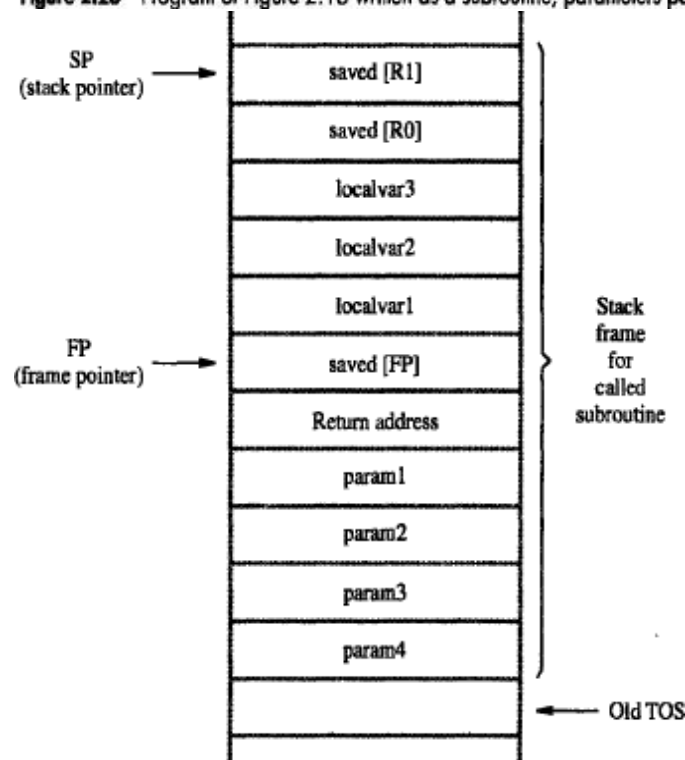 SP
(stack pointer)
saved [R1]
saved [R0]
localvar3
localvar2
localvar1
FP
(frame pointer)
saved [FP]
Return address
param1
param2
param3
param4
Stack
frame
for
called
subroutine
Old TOS